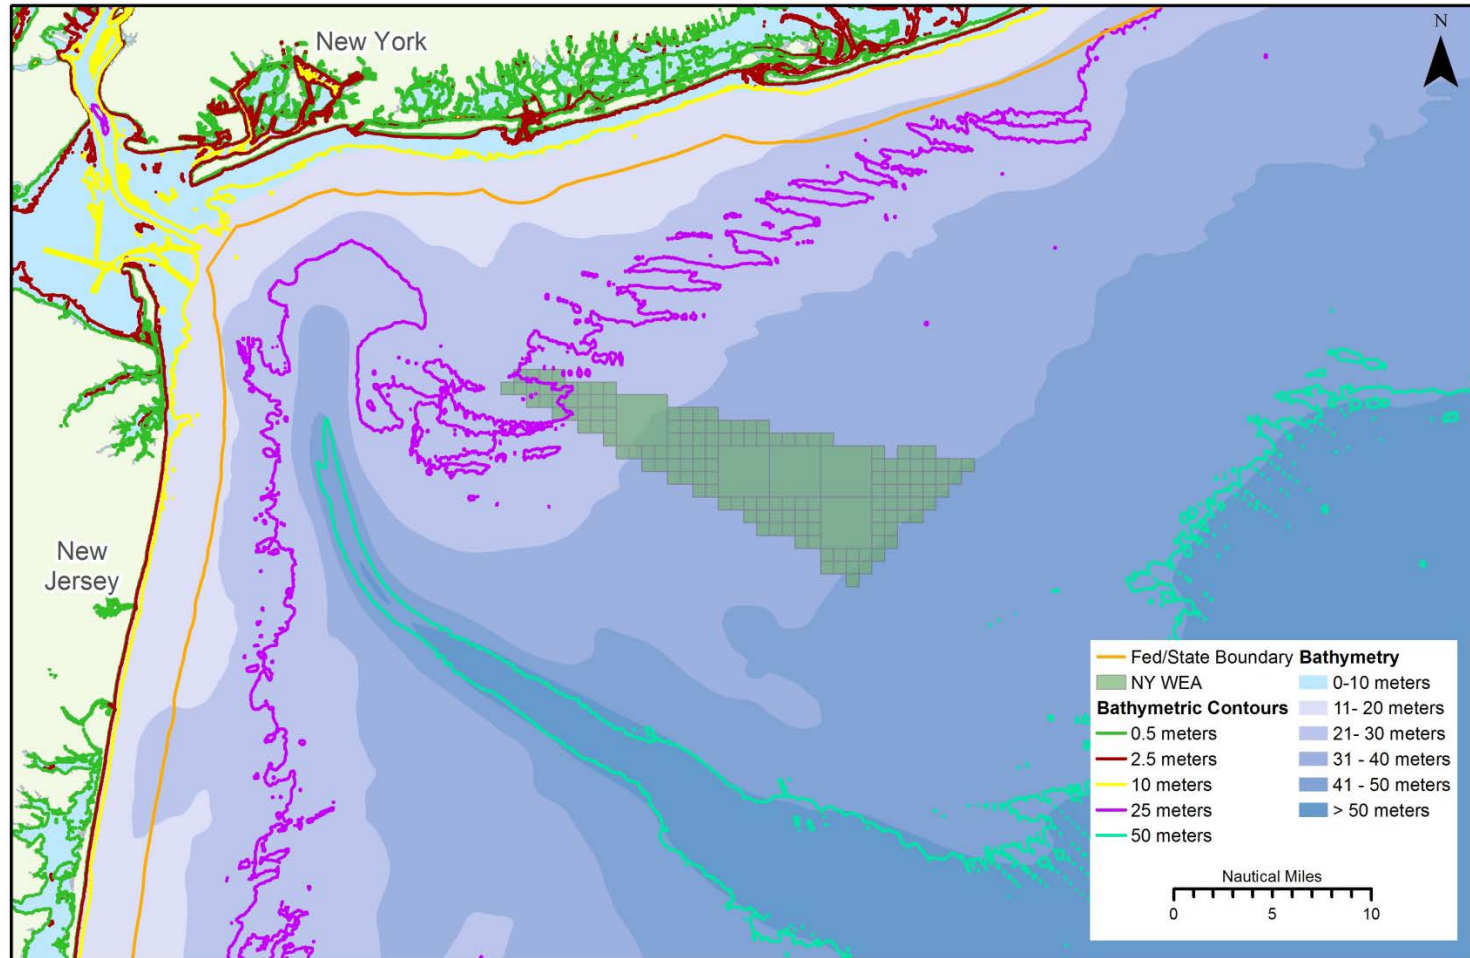 N
New York
New
Jersey
Fed/State Boundary
NY WEA
Bathymetric Contours
0.5 meters
2.5 meters
10 meters
25 meters
50 meters
Bathymetry
0-10 meters
11- 20 meters
21- 30 meters
31 - 40 meters
41 - 50 meters
> 50 meters
Nautical Miles
0 5 10